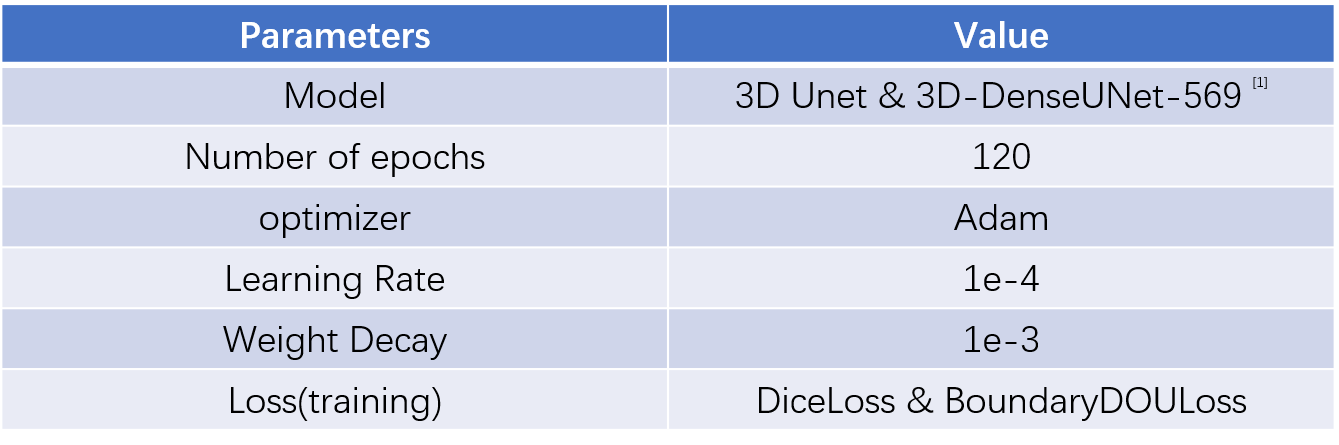 Parameters Value
Model 3D Unet & 3D-DenseUNet-569 [1]
Number of epochs 120
optimizer Adam
Learning Rate 1e-4
Weight Decay 1e-3
Loss(training) DiceLoss & BoundaryDOULoss